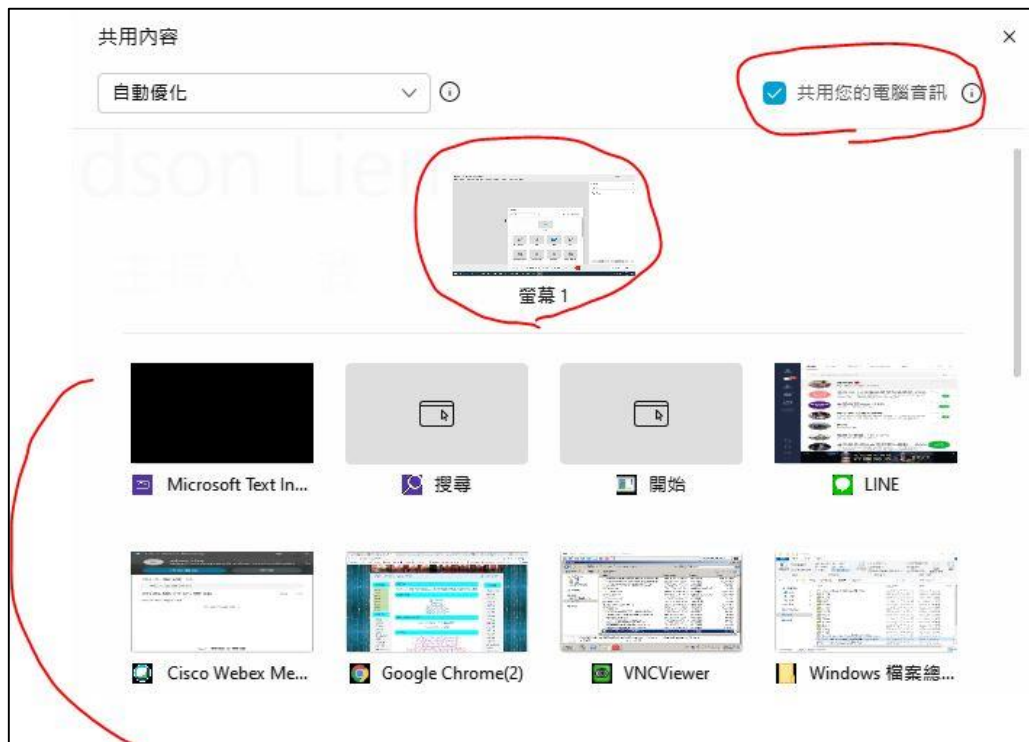 共用內容
自動優化
共用您的電腦音訊
螢幕 1
Microsoft Text In...
搜尋
開始
LINE
Cisco Webex Me...
Google Chrome(2)
VNCViewer
Windows 檔案總...